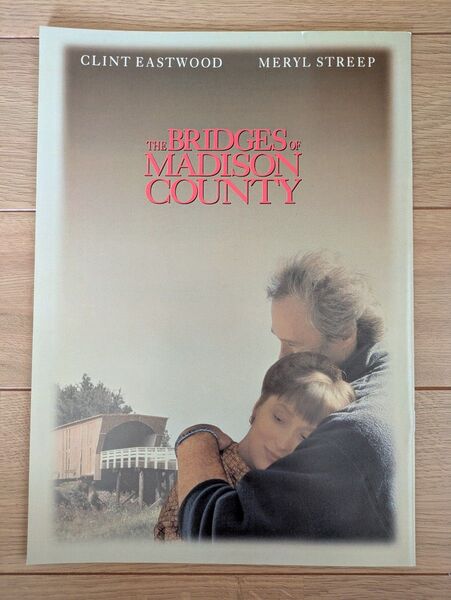 CLINT EASTWOOD MERYL STREEP
THE BRIDGES OF
MADISON
COUNTY